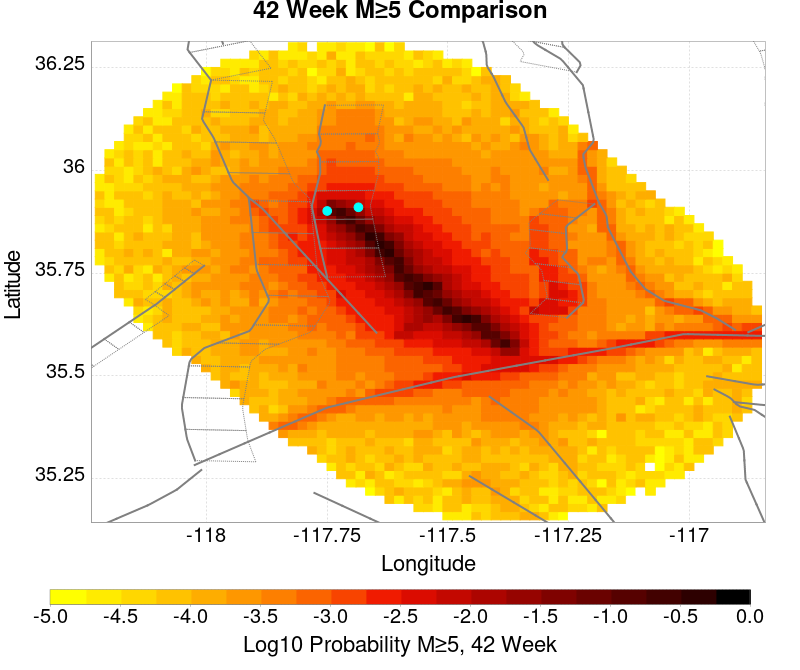 42 Week M≥5 Comparison
36.25
36
35.75
35.5
35.25
Latitude
-118 -117.75 -117.5 -117.25 -117
Longitude
-5.0 -4.5 -4.0 -3.5 -3.0 -2.5 -2.0 -1.5 -1.0 -0.5 0.0
Log10 Probability M≥5, 42 Week